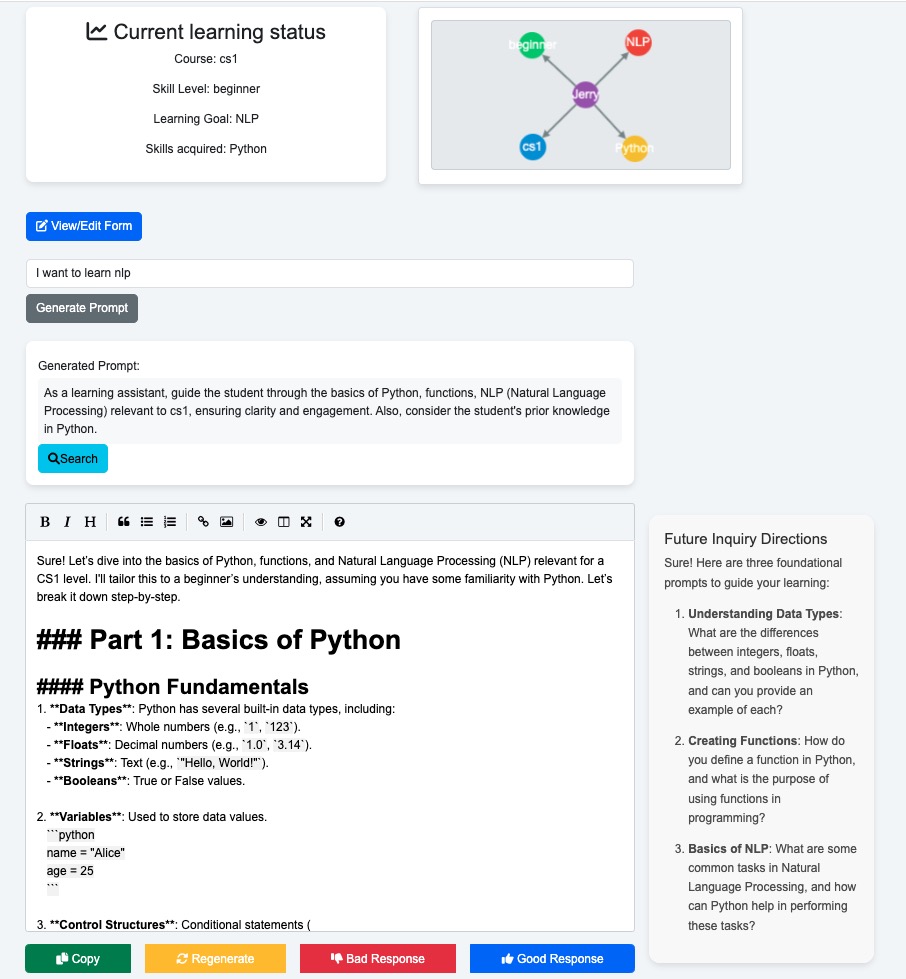 Current learning status
Course: cs1
Skill Level: beginner
Learning Goal: NLP
Skills acquired: Python
beginner
NLP
Jerry
cs1
Python
View/Edit Form
I want to learn nlp
Generate Prompt
Generated Prompt:
As a learning assistant, guide the student through the basics of Python, functions, NLP (Natural Language
Processing) relevant to cs1, ensuring clarity and engagement. Also, consider the student's prior knowledge
in Python.
Search
B I H
Sure! Let's dive into the basics of Python, functions, and Natural Language Processing (NLP) relevant for a
CS1 level. I'll tailor this to a beginner's understanding, assuming you have some familiarity with Python. Let's
break it down step-by-step.
### Part 1: Basics of Python
#### Python Fundamentals
1. **Data Types**: Python has several built-in data types, including:
- **Integers**: Whole numbers (e.g., `1`, `123`).
- **Floats**: Decimal numbers (e.g., `1.0`, `3.14`).
- **Strings**: Text (e.g., `"Hello, World!"`).
- **Booleans**: True or False values.
2. **Variables**: Used to store data values.
```python
name = "Alice"
age = 25
```
3. **Control Structures**: Conditional statements (
Future Inquiry Directions
Sure! Here are three foundational
prompts to guide your learning:
1. Understanding Data Types:
What are the differences
between integers, floats,
strings, and booleans in Python,
and can you provide an
example of each?
2. Creating Functions: How do
you define a function in Python,
and what is the purpose of
using functions in
programming?
3. Basics of NLP: What are some
common tasks in Natural
Language Processing, and how
can Python help in performing
these tasks?
Copy
Regenerate
Bad Response
Good Response